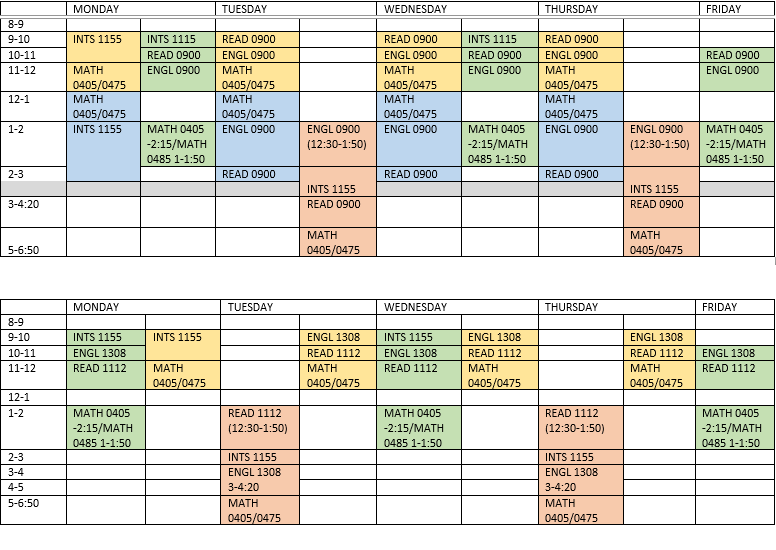 MONDAY TUESDAY WEDNESDAY THURSDAY FRIDAY
8-9
9-10 INTS 1155 INTS 1115 READ 0900 READ 0900 INTS 1115 READ 0900
10-11 READ 0900 ENGL 0900 ENGL 0900 READ 0900 ENGL 0900 READ 0900
11-12 MATH ENGL 0900 MATH MATH ENGL 0900 MATH ENGL 0900
0405/0475 0405/0475 0405/0475 0405/0475
12-1 MATH MATH MATH MATH
0405/0475 0405/0475 0405/0475 0405/0475
1-2 INTS 1155 MATH 0405 ENGL 0900 ENGL 0900 ENGL 0900 MATH 0405 ENGL 0900 ENGL 0900 MATH 0405
-2:15/MATH (12:30-1:50) -2:15/MATH (12:30-1:50) -2:15/MATH
0485 1-1:50 0485 1-1:50 0485 1-1:50
2-3 READ 0900 READ 0900 READ 0900
INTS 1155 INTS 1155
3-4:20 READ 0900 READ 0900
MATH MATH
5-6:50 0405/0475 0405/0475
MONDAY TUESDAY WEDNESDAY THURSDAY FRIDAY
8-9
9-10 INTS 1155 INTS 1155 ENGL 1308 INTS 1155 ENGL 1308 ENGL 1308
10-11 ENGL 1308 READ 1112 ENGL 1308 READ 1112 READ 1112 ENGL 1308
11-12 READ 1112 MATH MATH READ 1112 MATH MATH READ 1112
0405/0475 0405/0475 0405/0475 0405/0475
12-1
1-2 MATH 0405 READ 1112 MATH 0405 READ 1112 MATH 0405
-2:15/MATH (12:30-1:50) -2:15/MATH (12:30-1:50) -2:15/MATH
0485 1-1:50 0485 1-1:50 0485 1-1:50
2-3 INTS 1155 INTS 1155
3-4 ENGL 1308 ENGL 1308
4-5 3-4:20 3-4:20
5-6:50 MATH MATH
0405/0475 0405/0475